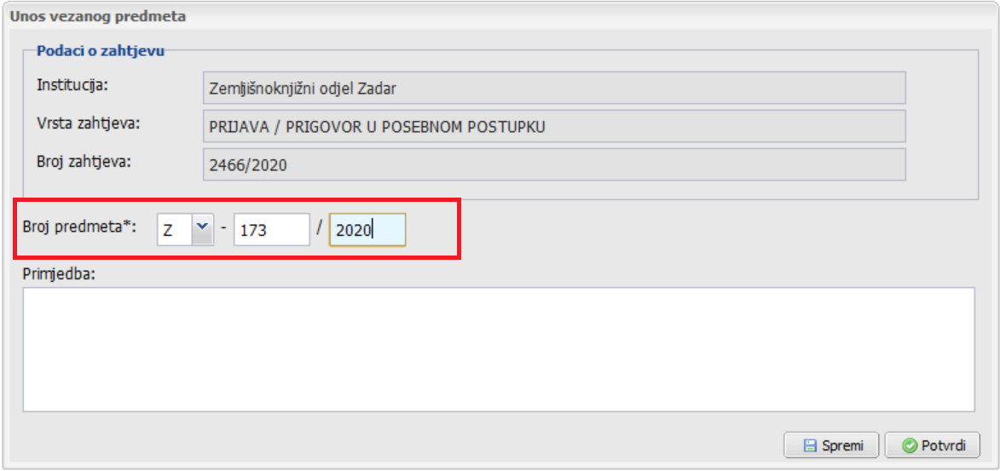 Unos vezanog predmeta
Podaci o zahtjevu
Institucija: Zemljišnoknjižni odjel Zadar
Vrsta zahtjeva: PRIJAVA / PRIGOVOR U POSEBNOM POSTUPKU
Broj zahtjeva: 2466/2020
Broj predmeta*: Z - 173 / 2020
Primjedba:
Spremi Potvrdi